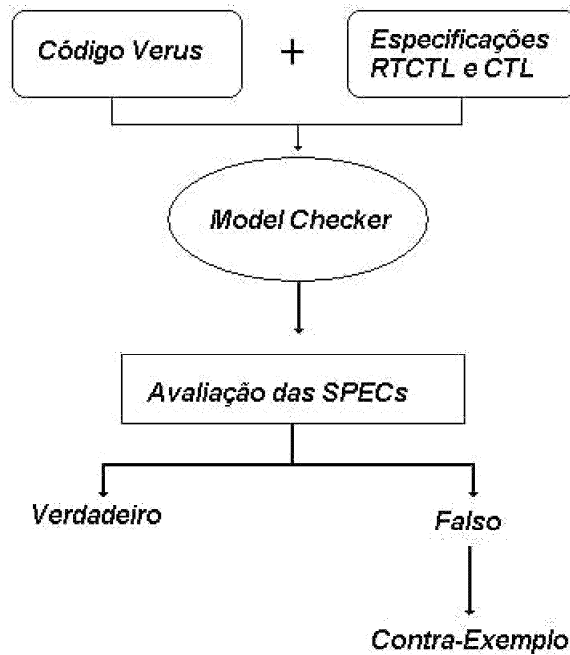 Código Verus
+
Especificações
RTCTL e CTL
Model Checker
Avaliação das SPECs
Verdadeiro
Falso
Contra-Exemplo